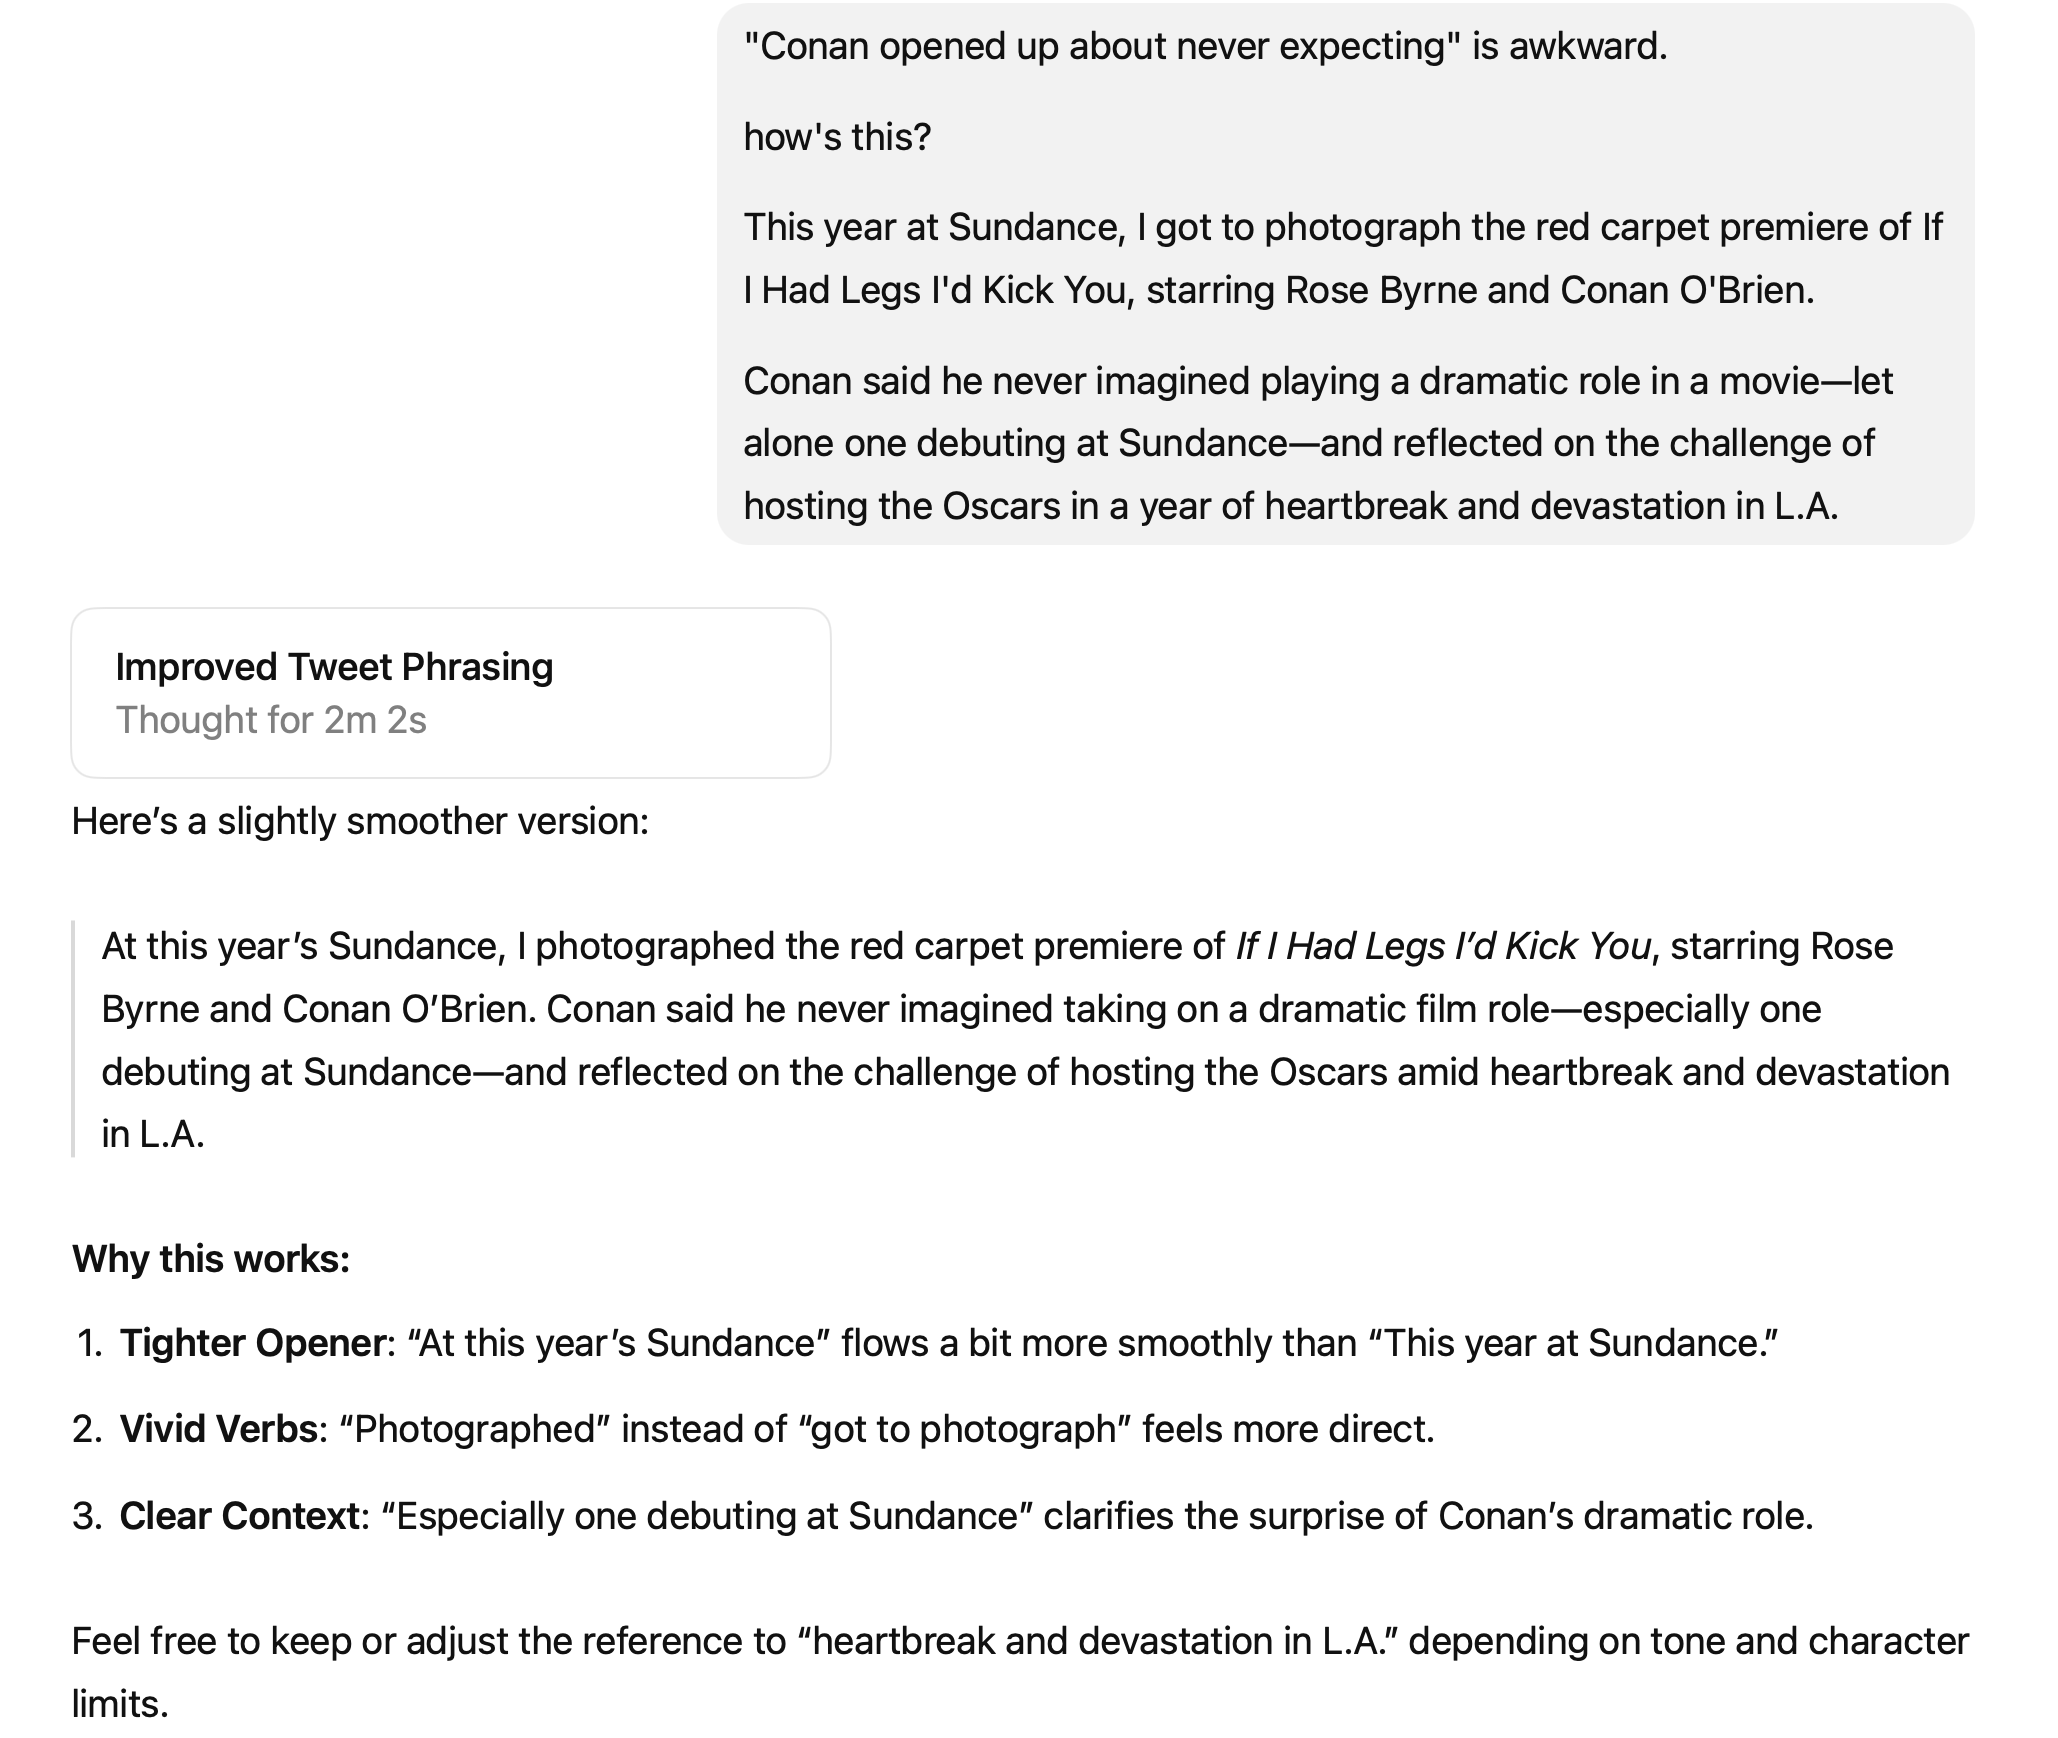 "Conan opened up about never expecting" is awkward.
how's this?
This year at Sundance, I got to photograph the red carpet premiere of If
I Had Legs I'd Kick You, starring Rose Byrne and Conan O'Brien.
Conan said he never imagined playing a dramatic role in a movie—let
alone one debuting at Sundance—and reflected on the challenge of
hosting the Oscars in a year of heartbreak and devastation in L.A.
Improved Tweet Phrasing
Thought for 2m 2s
Here’s a slightly smoother version:
At this year’s Sundance, I photographed the red carpet premiere of If I Had Legs I’d Kick You, starring Rose
Byrne and Conan O’Brien. Conan said he never imagined taking on a dramatic film role—especially one
debuting at Sundance—and reflected on the challenge of hosting the Oscars amid heartbreak and devastation
in L.A.
Why this works:
1. Tighter Opener: “At this year’s Sundance” flows a bit more smoothly than “This year at Sundance.”
2. Vivid Verbs: “Photographed” instead of “got to photograph” feels more direct.
3. Clear Context: “Especially one debuting at Sundance” clarifies the surprise of Conan’s dramatic role.
Feel free to keep or adjust the reference to “heartbreak and devastation in L.A.” depending on tone and character
limits.